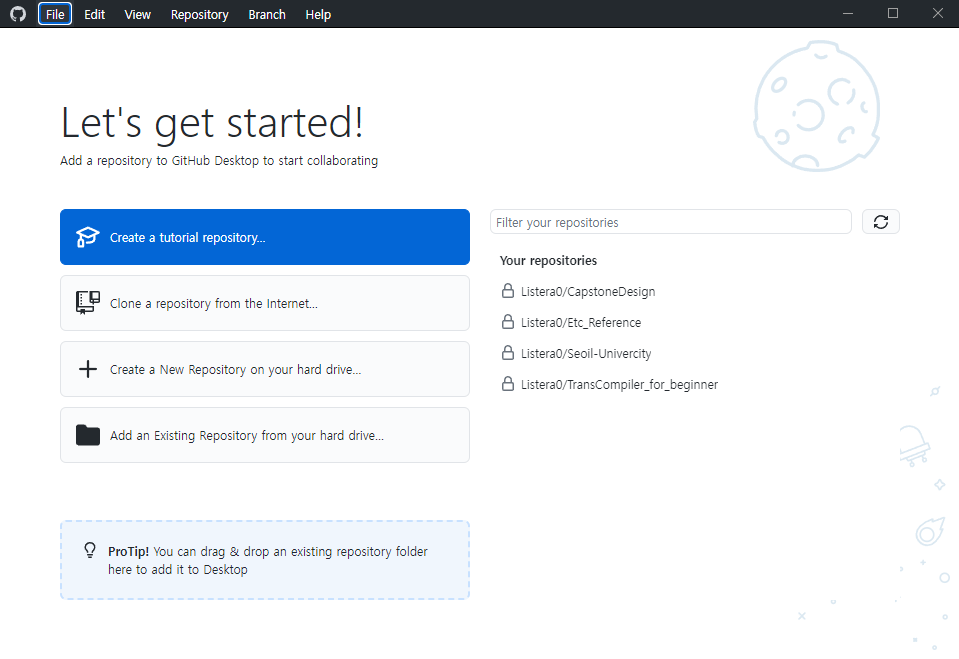 File Edit View Repository Branch Help
Let's get started!
Add a repository to GitHub Desktop to start collaborating
Create a tutorial repository...
Clone a repository from the Internet...
Create a New Repository on your hard drive...
Add an Existing Repository from your hard drive...
ProTip! You can drag & drop an existing repository folder
here to add it to Desktop
Filter your repositories
Your repositories
Listera0/CapstoneDesign
Listera0/Etc_Reference
Listera0/Seoil-Univercity
Listera0/TransCompiler_for_beginner